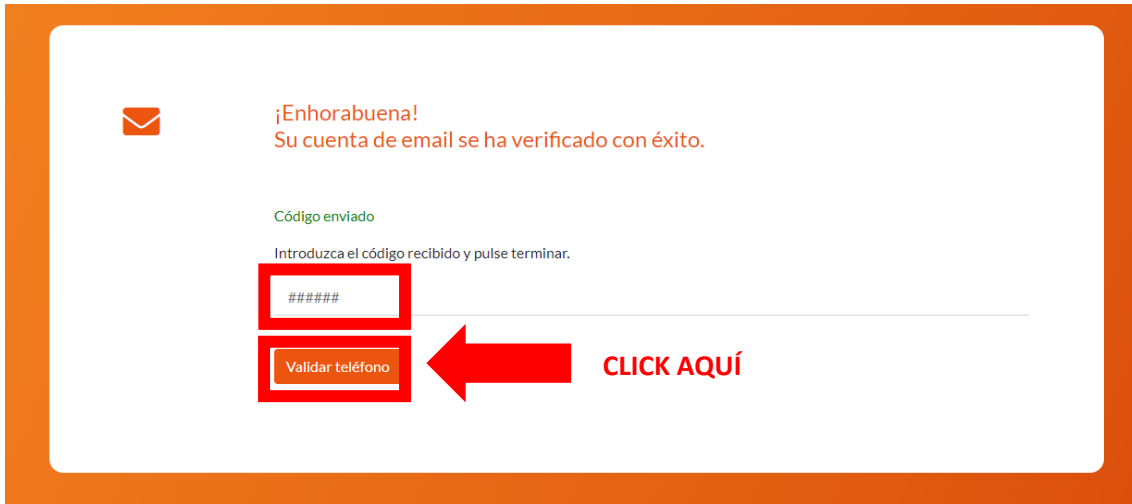 ¡Enhorabuena!
Su cuenta de email se ha verificado con éxito.
Código enviado
Introduzca el código recibido y pulse terminar.
######
Validar teléfono
CLICK AQUÍ